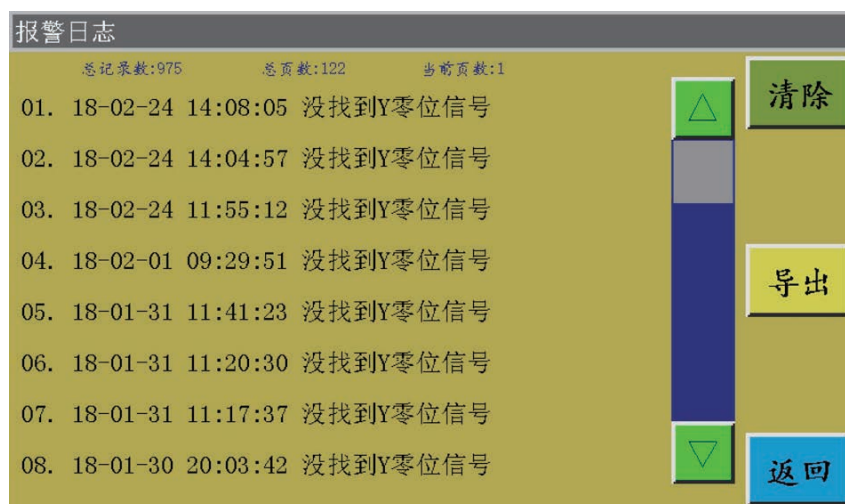 报警日志
总记录数:975 总页数:122 当前页数:1
清除
01. 18-02-24 14:08:05 没找到Y零位信号
02. 18-02-24 14:04:57 没找到Y零位信号
03. 18-02-24 11:55:12 没找到Y零位信号
04. 18-02-01 09:29:51 没找到Y零位信号
导出
05. 18-01-31 11:41:23 没找到Y零位信号
06. 18-01-31 11:20:30 没找到Y零位信号
07. 18-01-31 11:17:37 没找到Y零位信号
08. 18-01-30 20:03:42 没找到Y零位信号
返回